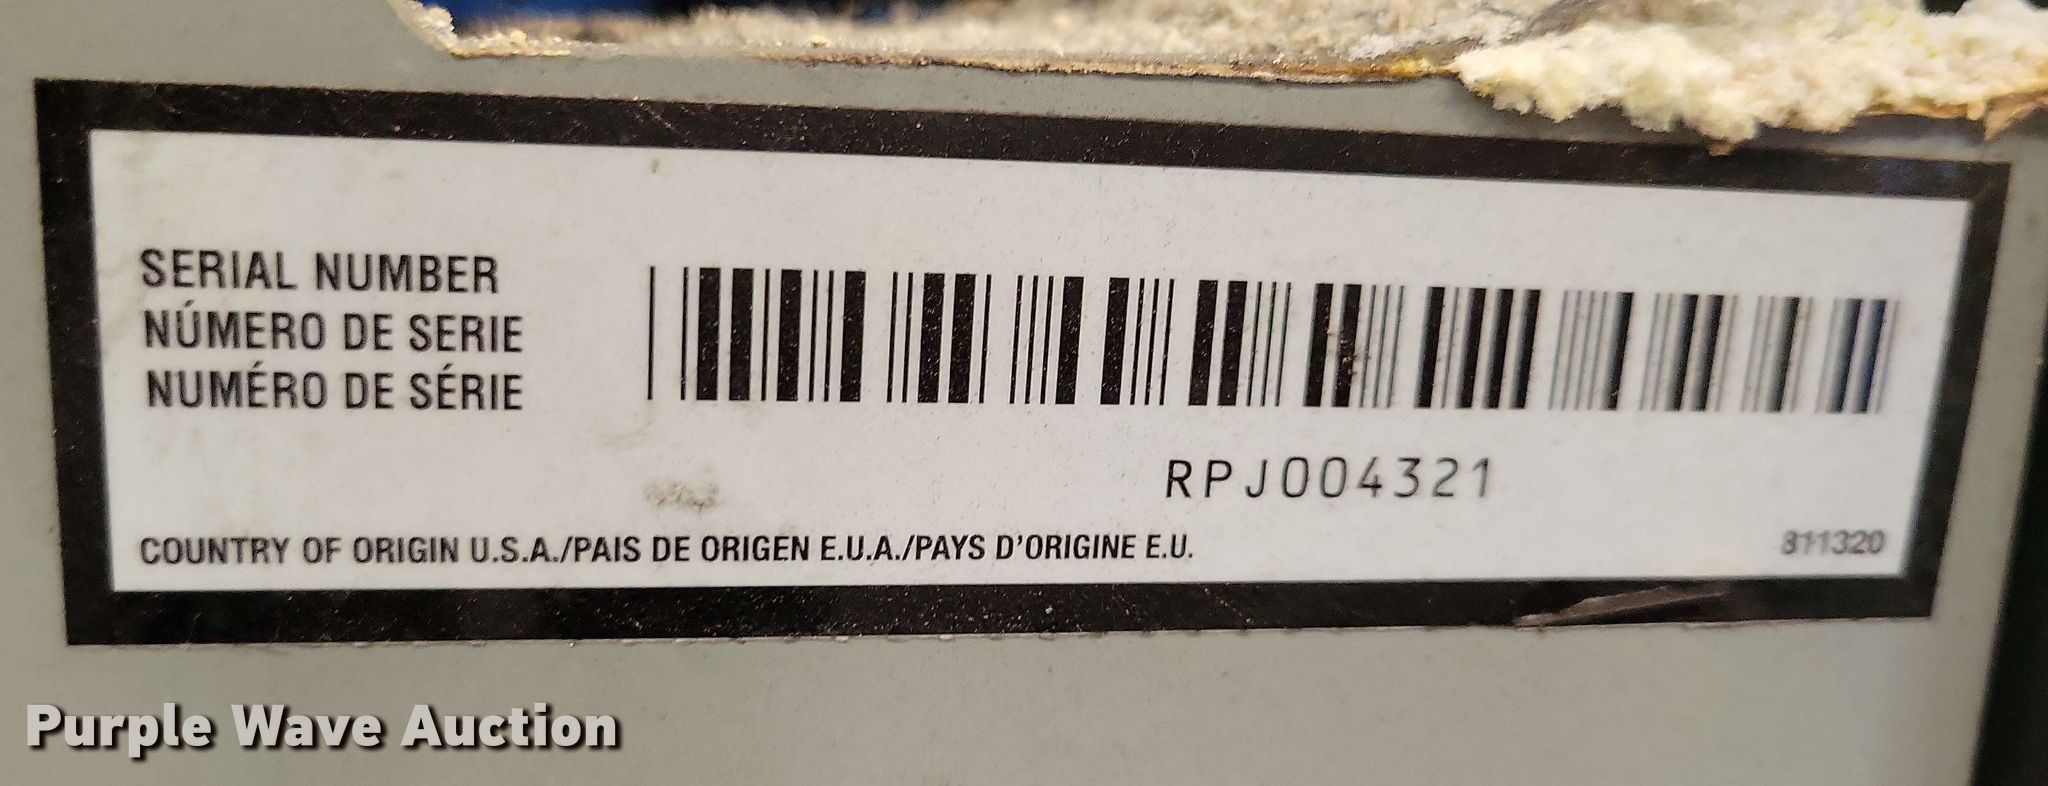 SERIAL NUMBER
NÚMERO DE SERIE
NUMÉRO DE SÉRIE
RPJ004321
COUNTRY OF ORIGIN U.S.A./PAIS DE ORIGEN E.U.A./PAYS D'ORIGINE E.U.
811320
Purple Wave Auction